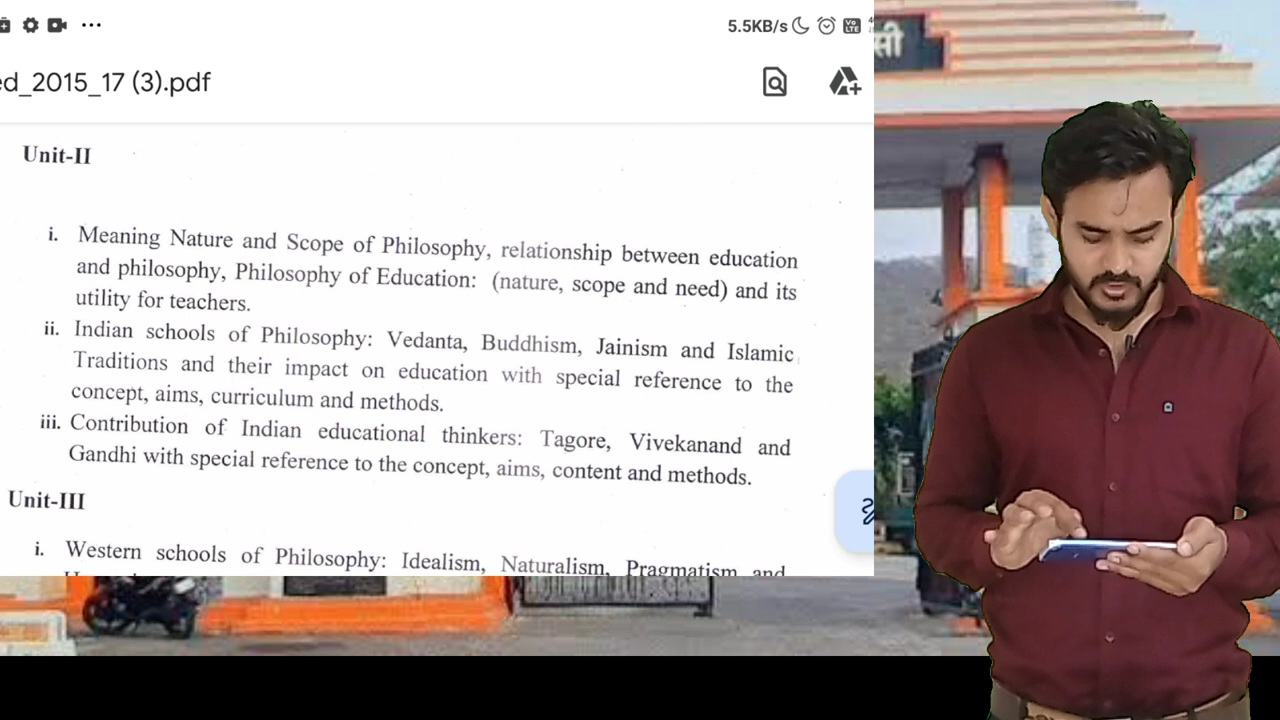 5.5KB/s
Vo
LTE
सी
ed_2015_17 (3).pdf
Unit-II
i. Meaning Nature and Scope of Philosophy, relationship between education
and philosophy, Philosophy of Education: (nature, scope and need) and its
utility for teachers.
ii. Indian schools of Philosophy: Vedanta, Buddhism, Jainism and Islamic
Traditions and their impact on education with special reference to the
concept, aims, curriculum and methods.
iii. Contribution of Indian educational thinkers: Tagore, Vivekanand and
Gandhi with special reference to the concept, aims, content and methods.
Unit-III
i. Western schools of Philosophy: Idealism, Naturalism, Pragmatism and